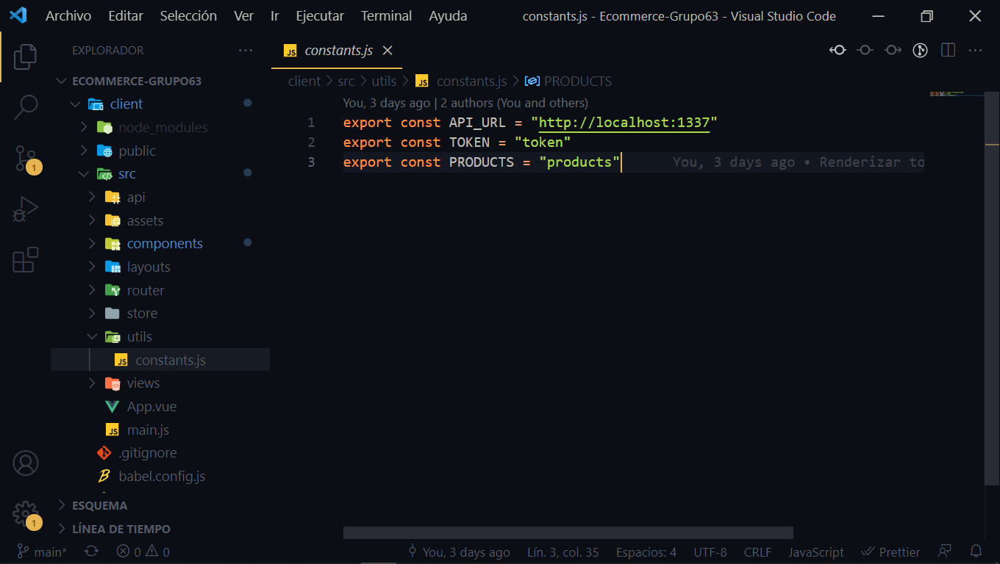 Archivo Editar Selección Ver Ir Ejecutar Terminal Ayuda constants.js - Ecommerce-Grupo63 - Visual Studio Code
EXPLORADOR
JS constants.js
ECOMMERCE-GRUPO63
client
node_modules
public
src
api
assets
components
layouts
router
store
utils
JS constants.js
views
App.vue
JS main.js
.gitignore
babel.config.js
ESQUEMA
LÍNEA DE TIEMPO
1
1
client > src > utils > JS constants.js > PRODUCTS
You, 3 days ago | 2 authors (You and others)
1 export const API_URL = "http://localhost:1337"
2 export const TOKEN = "token"
3 export const PRODUCTS = "products" You, 3 days ago • Renderizar to
main* 0 0 You, 3 days ago Lín. 3, col. 35 Espacios: 4 UTF-8 CRLF JavaScript Prettier